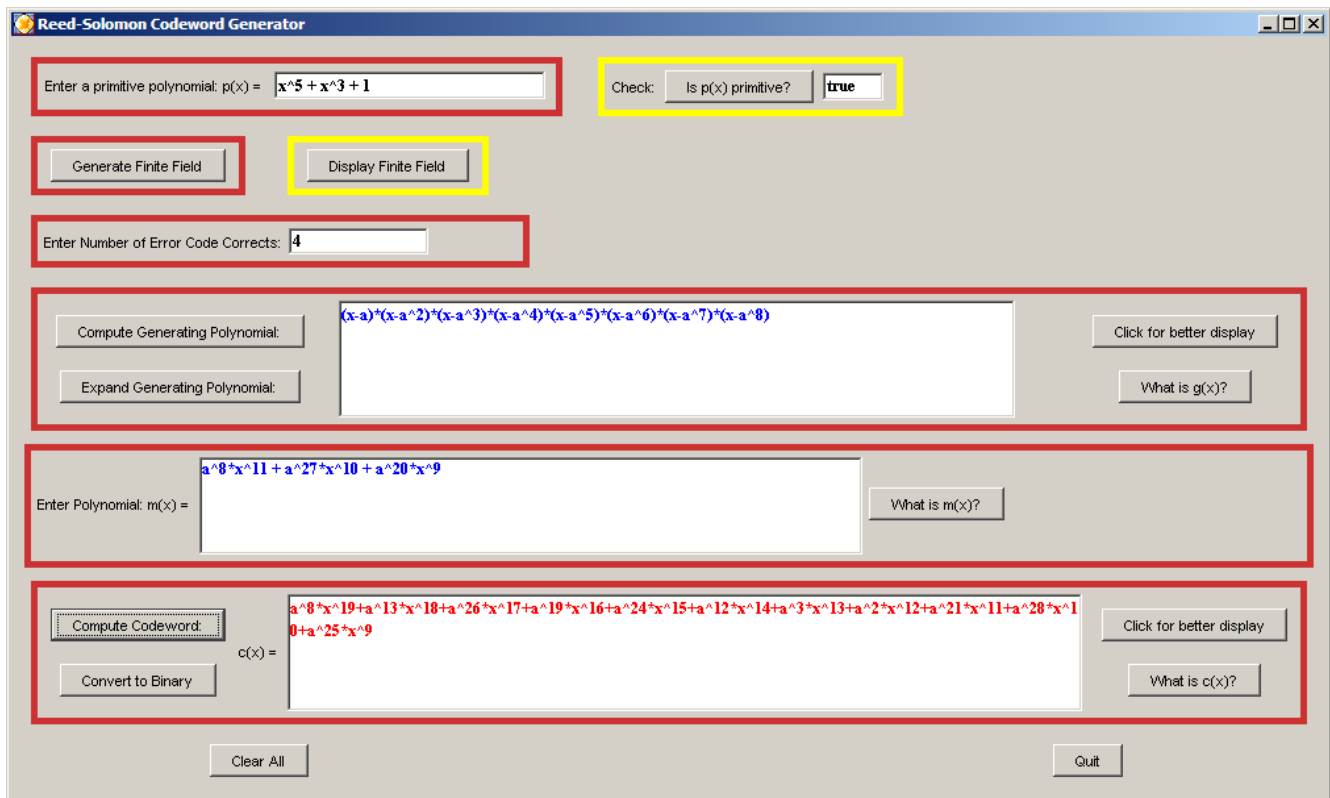 Reed-Solomon Codeword Generator
Enter a primitive polynomial: p(x) = x^5 + x^3 + 1
Check: Is p(x) primitive? true
Generate Finite Field
Display Finite Field
Enter Number of Error Code Corrects: 4
Compute Generating Polynomial:
(x-a)*(x-a^2)*(x-a^3)*(x-a^4)*(x-a^5)*(x-a^6)*(x-a^7)*(x-a^8)
Click for better display
Expand Generating Polynomial:
What is g(x)?
Enter Polynomial: m(x) =
a^8*x^11 + a^27*x^10 + a^20*x^9
What is m(x)?
Compute Codeword:
Convert to Binary
c(x) =
a^8*x^19+a^13*x^18+a^26*x^17+a^19*x^16+a^24*x^15+a^12*x^14+a^3*x^13+a^2*x^12+a^21*x^11+a^28*x^1
0+a^25*x^9
Click for better display
What is c(x)?
Clear All
Quit